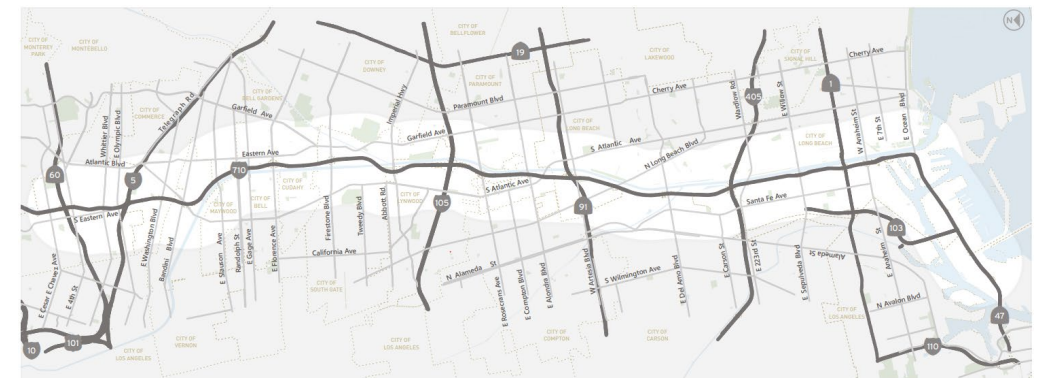 CITY OF
MONTEREY
PARK
CITY OF
MONTEBELLO
CITY OF
COMMERCE
CITY OF
BELL GARDENS
CITY OF
DOWNEY
CITY OF
BELLFLOWER
CITY OF
PARAMOUNT
CITY OF
LAKEWOOD
CITY OF
SIGNAL HILL
CITY OF
LONG BEACH
CITY OF
LONG BEACH
N
19
405
1
60
5
710
105
91
103
47
110
10
101
Whittier Blvd
E Olympic Blvd
Telegraph Rd
Garfield Ave
Imperial Hwy
Garfield Ave
Paramount Blvd
Cherry Ave
Cherry Ave
Wardlow Rd
E Willow St
W Anaheim St
E 7th St
E Ocean Blvd
Atlantic Blvd
Eastern Ave
S Atlantic Ave
N Long Beach Blvd
S Eastern Ave
E Washington Blvd
Bandini Blvd
CITY OF
MAYWOOD
CITY OF
BELL
CITY OF
CUDAHY
CITY OF
LYNWOOD
E Slauson Ave
Randolph St
E Gage Ave
E Florence Ave
Firestone Blvd
Tweedy Blvd
Abbott Rd
S Atlantic Ave
Santa Fe Ave
California Ave
N Alameda St
E Rosecrans Ave
E Compton Blvd
E Alondra Blvd
W Artesia Blvd
S Wilmington Ave
E Del Amo Blvd
E Carson St
E 223rd St
E Sepulveda Blvd
Alameda St
E Anaheim St
N Avalon Blvd
E Cesar E Chavez Ave
E 4th St
CITY OF
LOS ANGELES
CITY OF
VERNON
CITY OF
SOUTH GATE
CITY OF
LOS ANGELES
CITY OF
COMPTON
CITY OF
CARSON
CITY OF
LOS ANGELES